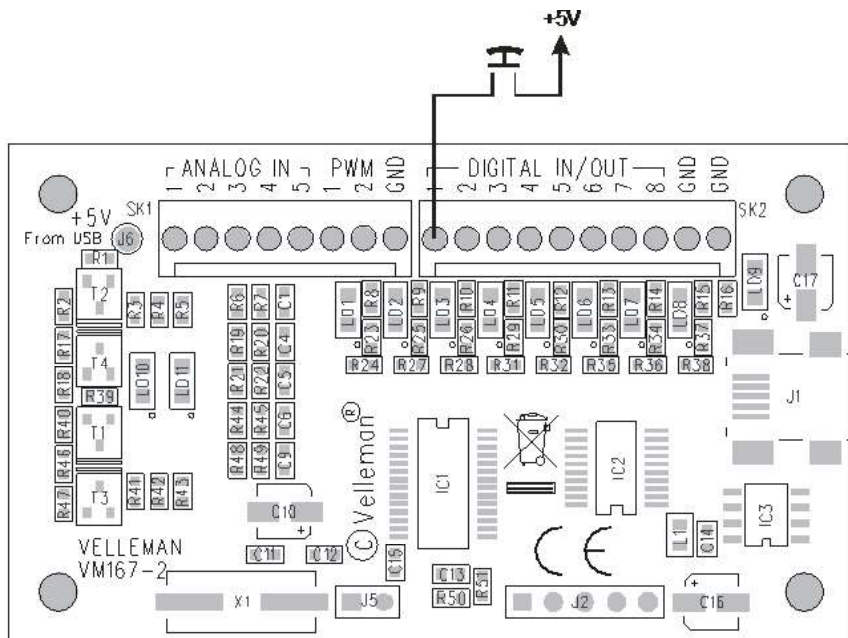 +5V
ANALOG IN PWM DIGITAL IN/OUT
1 2 3 4 5 1 2 GND 1 2 3 4 5 6 7 8 GND GND
SK1 SK2
+5V
From USB J6
R1
T2
R2 R3 R4 R5
R17
T4
R18
R39
LD10 LD11
R40
T1
R46
R47
T3
R41 R42 R43
R6 R7 C1
R19 R20 C4
R21 R22 C5
R44 R45 C6
R48 R49 C9
C10
C11 C12
LD1 R8 LD2 R9 LD3 R10 LD4 R11 LD5 R12 LD6 R13 LD7 R14 LD8 R15 R16 LD9 C17
R23 R25 R26 R29 R30 R33 R34 R37
R24 R27 R28 R31 R32 R35 R36 R38
J1
© Velleman®
IC1
IC2
IC3
L1 C14
CE
C15
C13
R50
R51
VELLEMAN
VM167-2
X1
J5
J2
C16